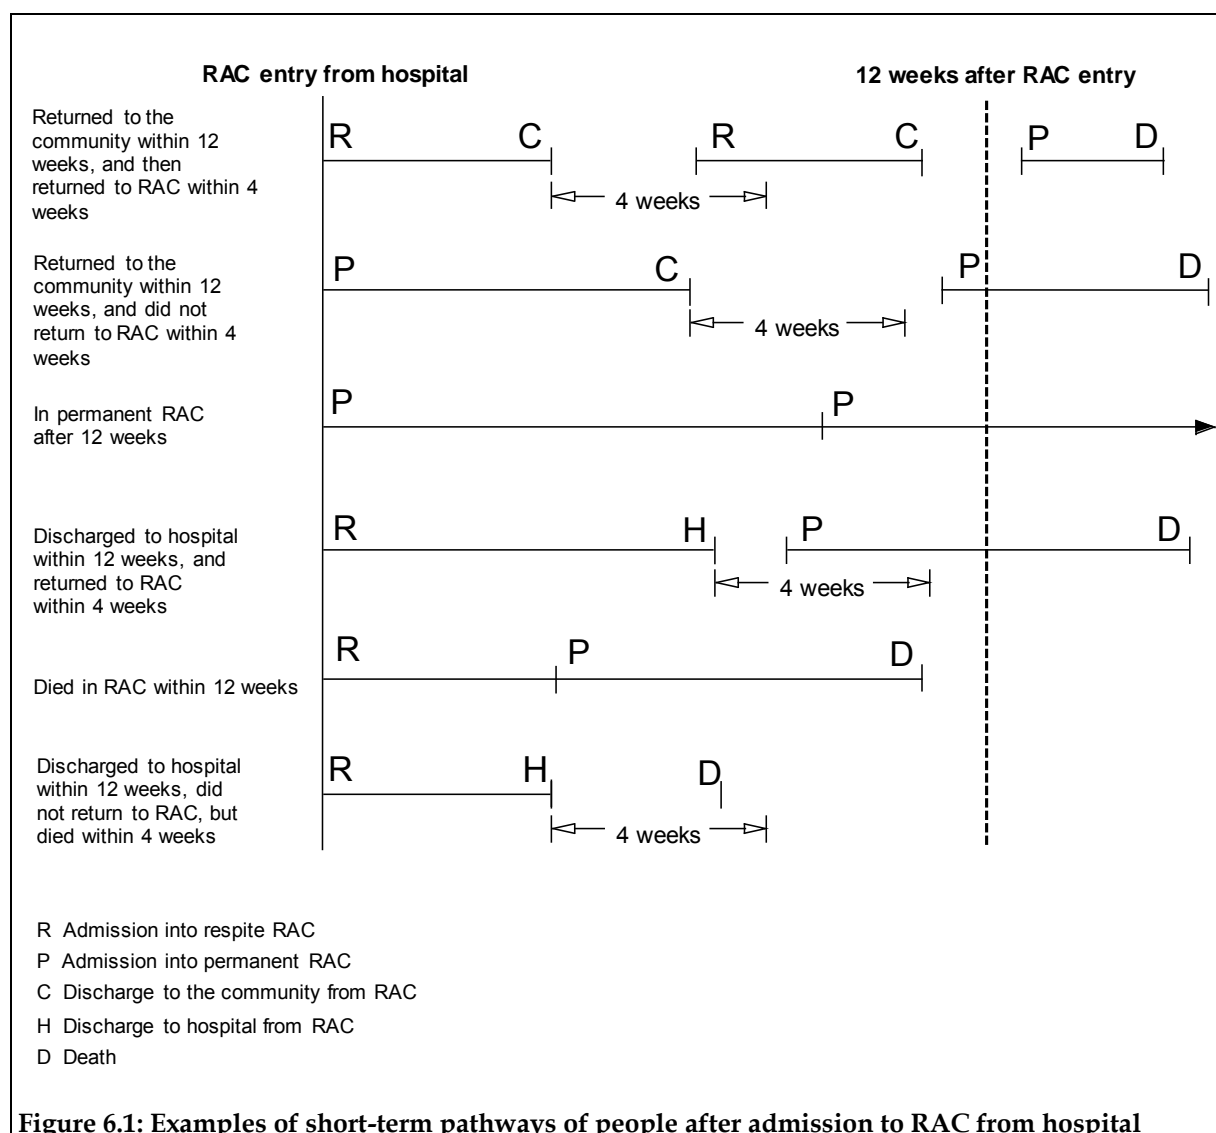 RAC entry from hospital
12 weeks after RAC entry
Returned to the
community within 12
weeks, and then
returned to RAC within 4
weeks
R
C
R
C
P
D
4 weeks
Returned to the
community within 12
weeks, and did not
return to RAC within 4
weeks
P
C
P
D
4 weeks
In permanent RAC
after 12 weeks
P
P
Discharged to hospital
within 12 weeks, and
returned to RAC
within 4 weeks
R
H
P
D
4 weeks
Died in RAC within 12 weeks
R
P
D
Discharged to hospital
within 12 weeks, did
not return to RAC, but
died within 4 weeks
R
H
D
4 weeks
R Admission into respite RAC
P Admission into permanent RAC
C Discharge to the community from RAC
H Discharge to hospital from RAC
D Death
Figure 6.1: Examples of short-term pathways of people after admission to RAC from hospital